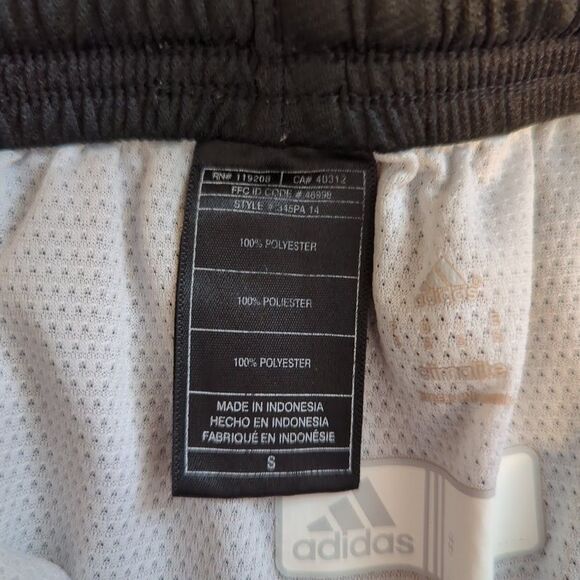 RN# 119208 CA# 40312
FFC ID CODE # 46999
STYLE # 345PA 14
100% POLYESTER
100% POLIESTER
100% POLYESTER
MADE IN INDONESIA
HECHO EN INDONESIA
FABRIQUÉ EN INDONÉSIE
S
adidas
climalite
adidas
S